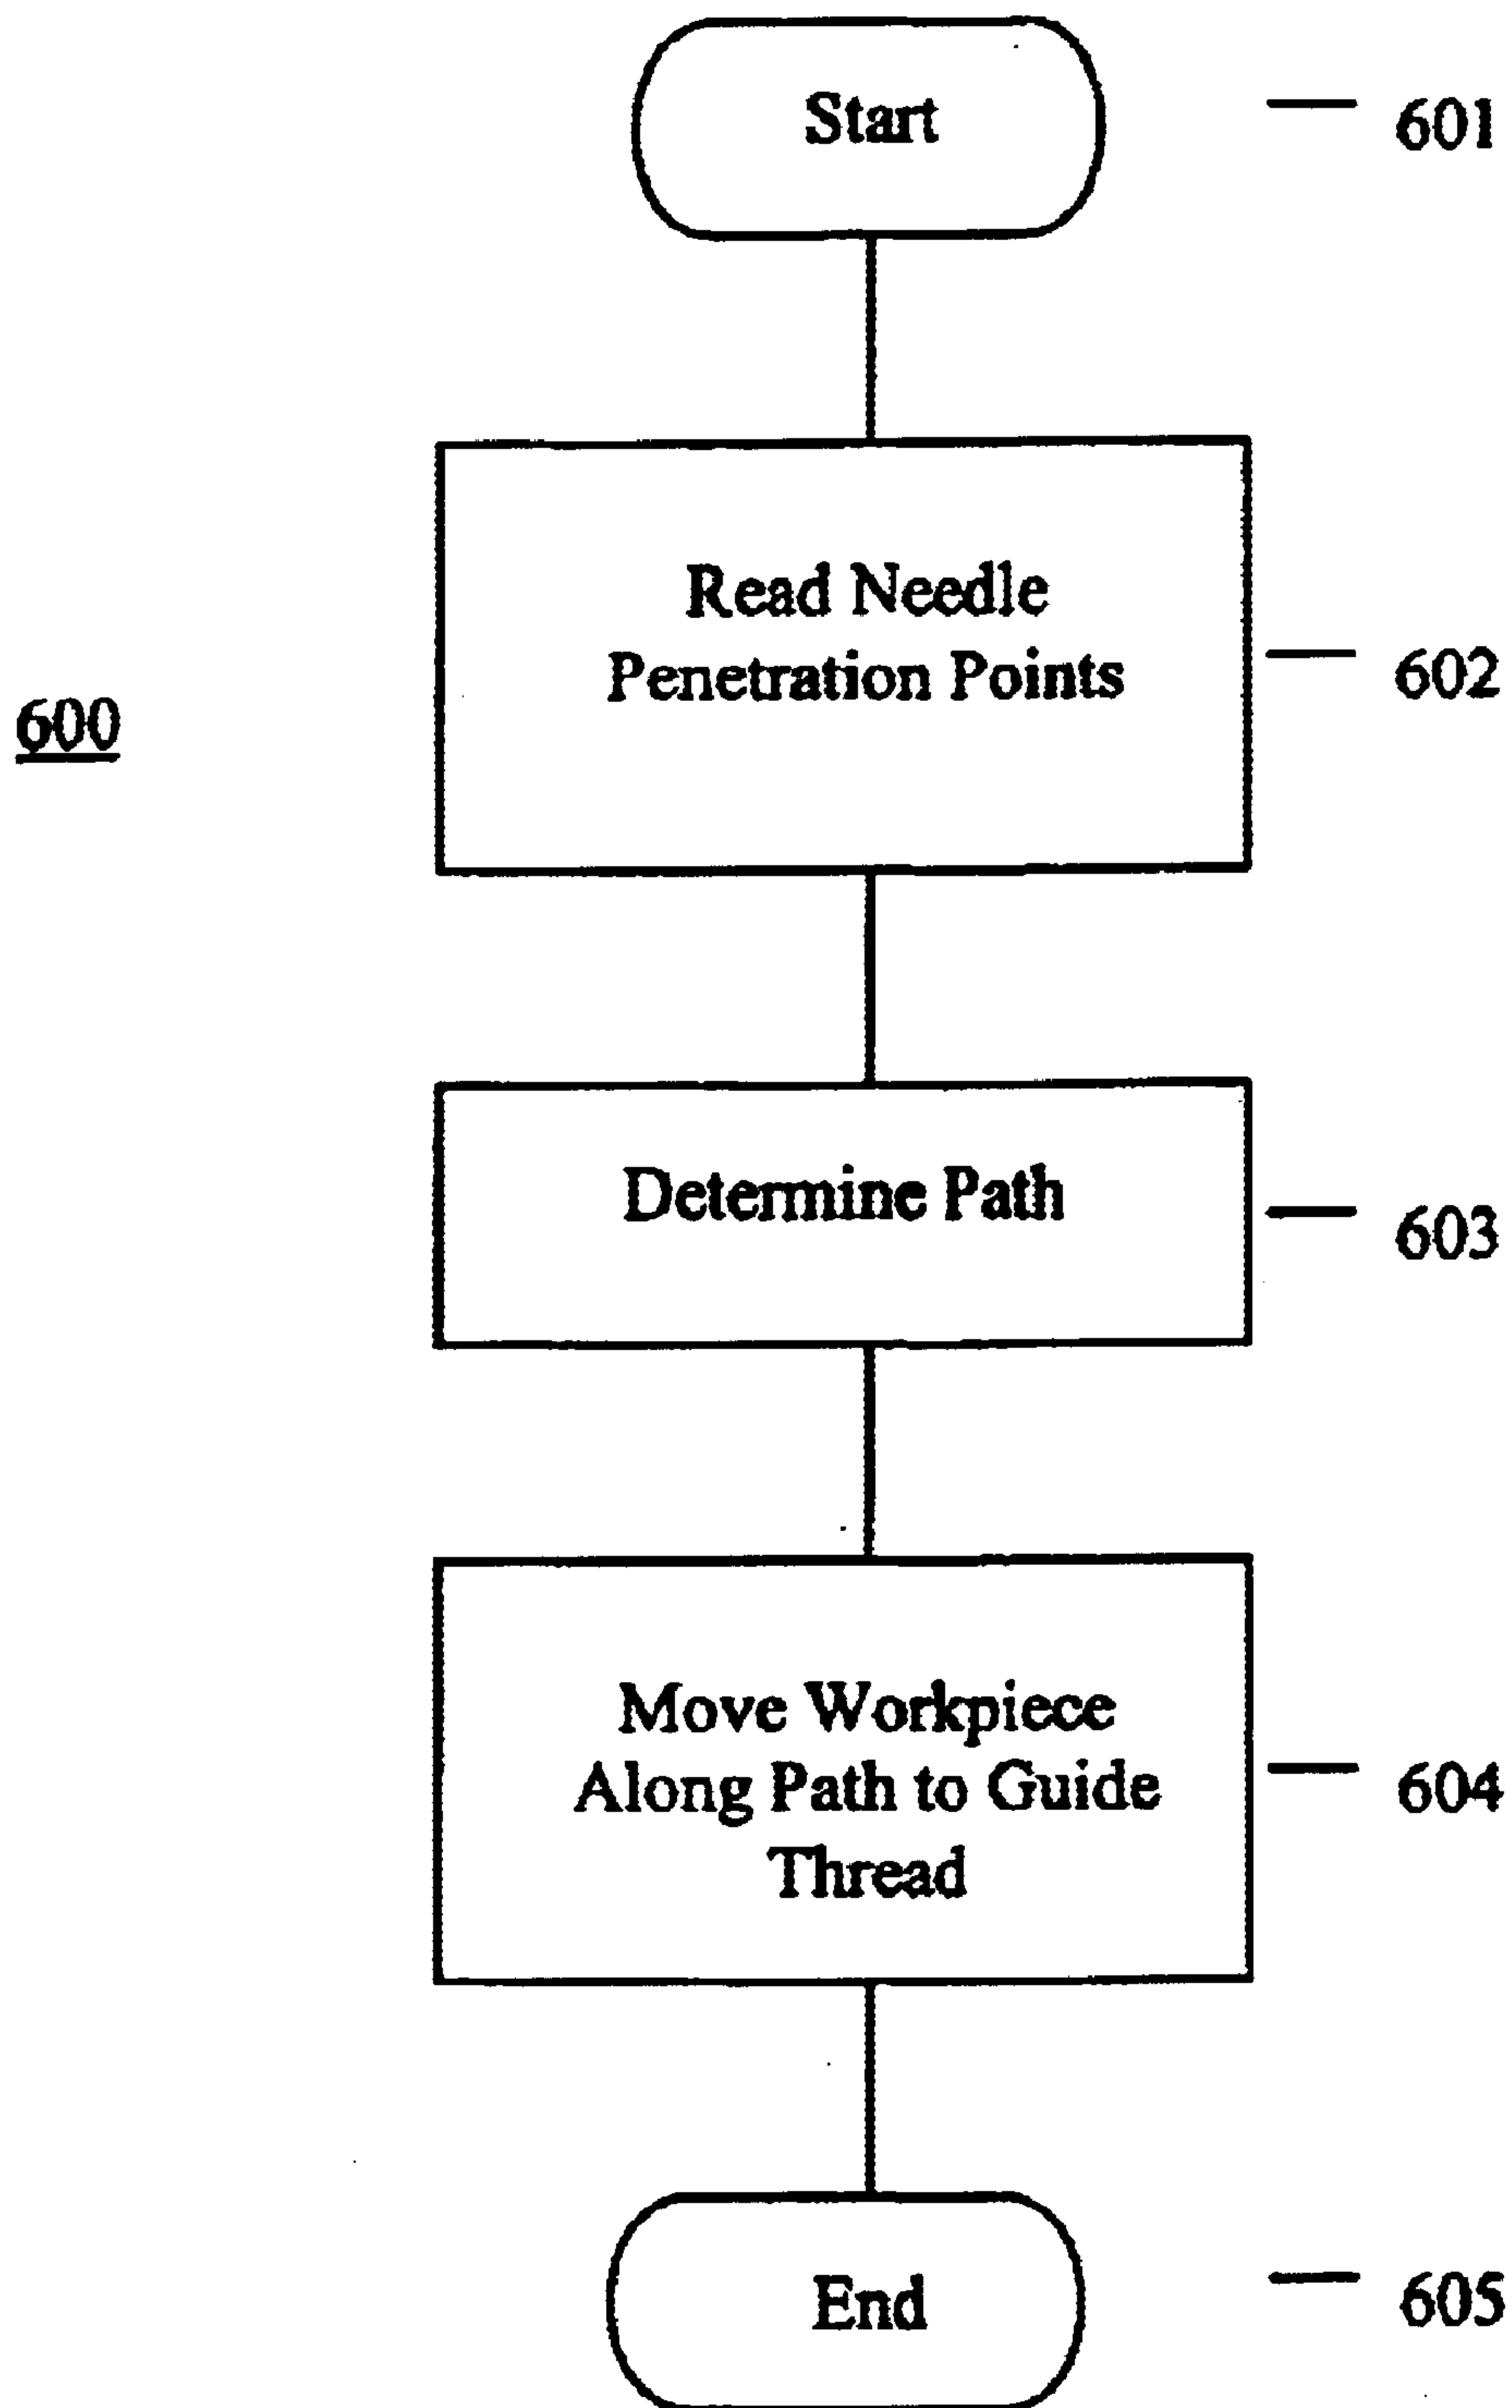 Start
601
Read Needle
Penetration Points
602
600
Determine Path
603
Move Workpiece
Along Path to Guide
Thread
604
End
605